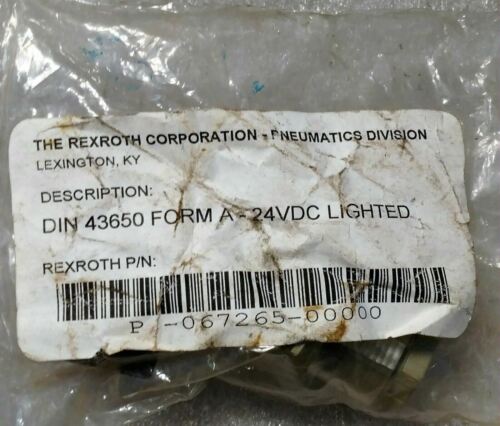 THE REXROTH CORPORATION - PNEUMATICS DIVISION
LEXINGTON, KY
DESCRIPTION:
DIN 43650 FORM A - 24VDC LIGHTED
REXROTH P/N:
P -067265-00000